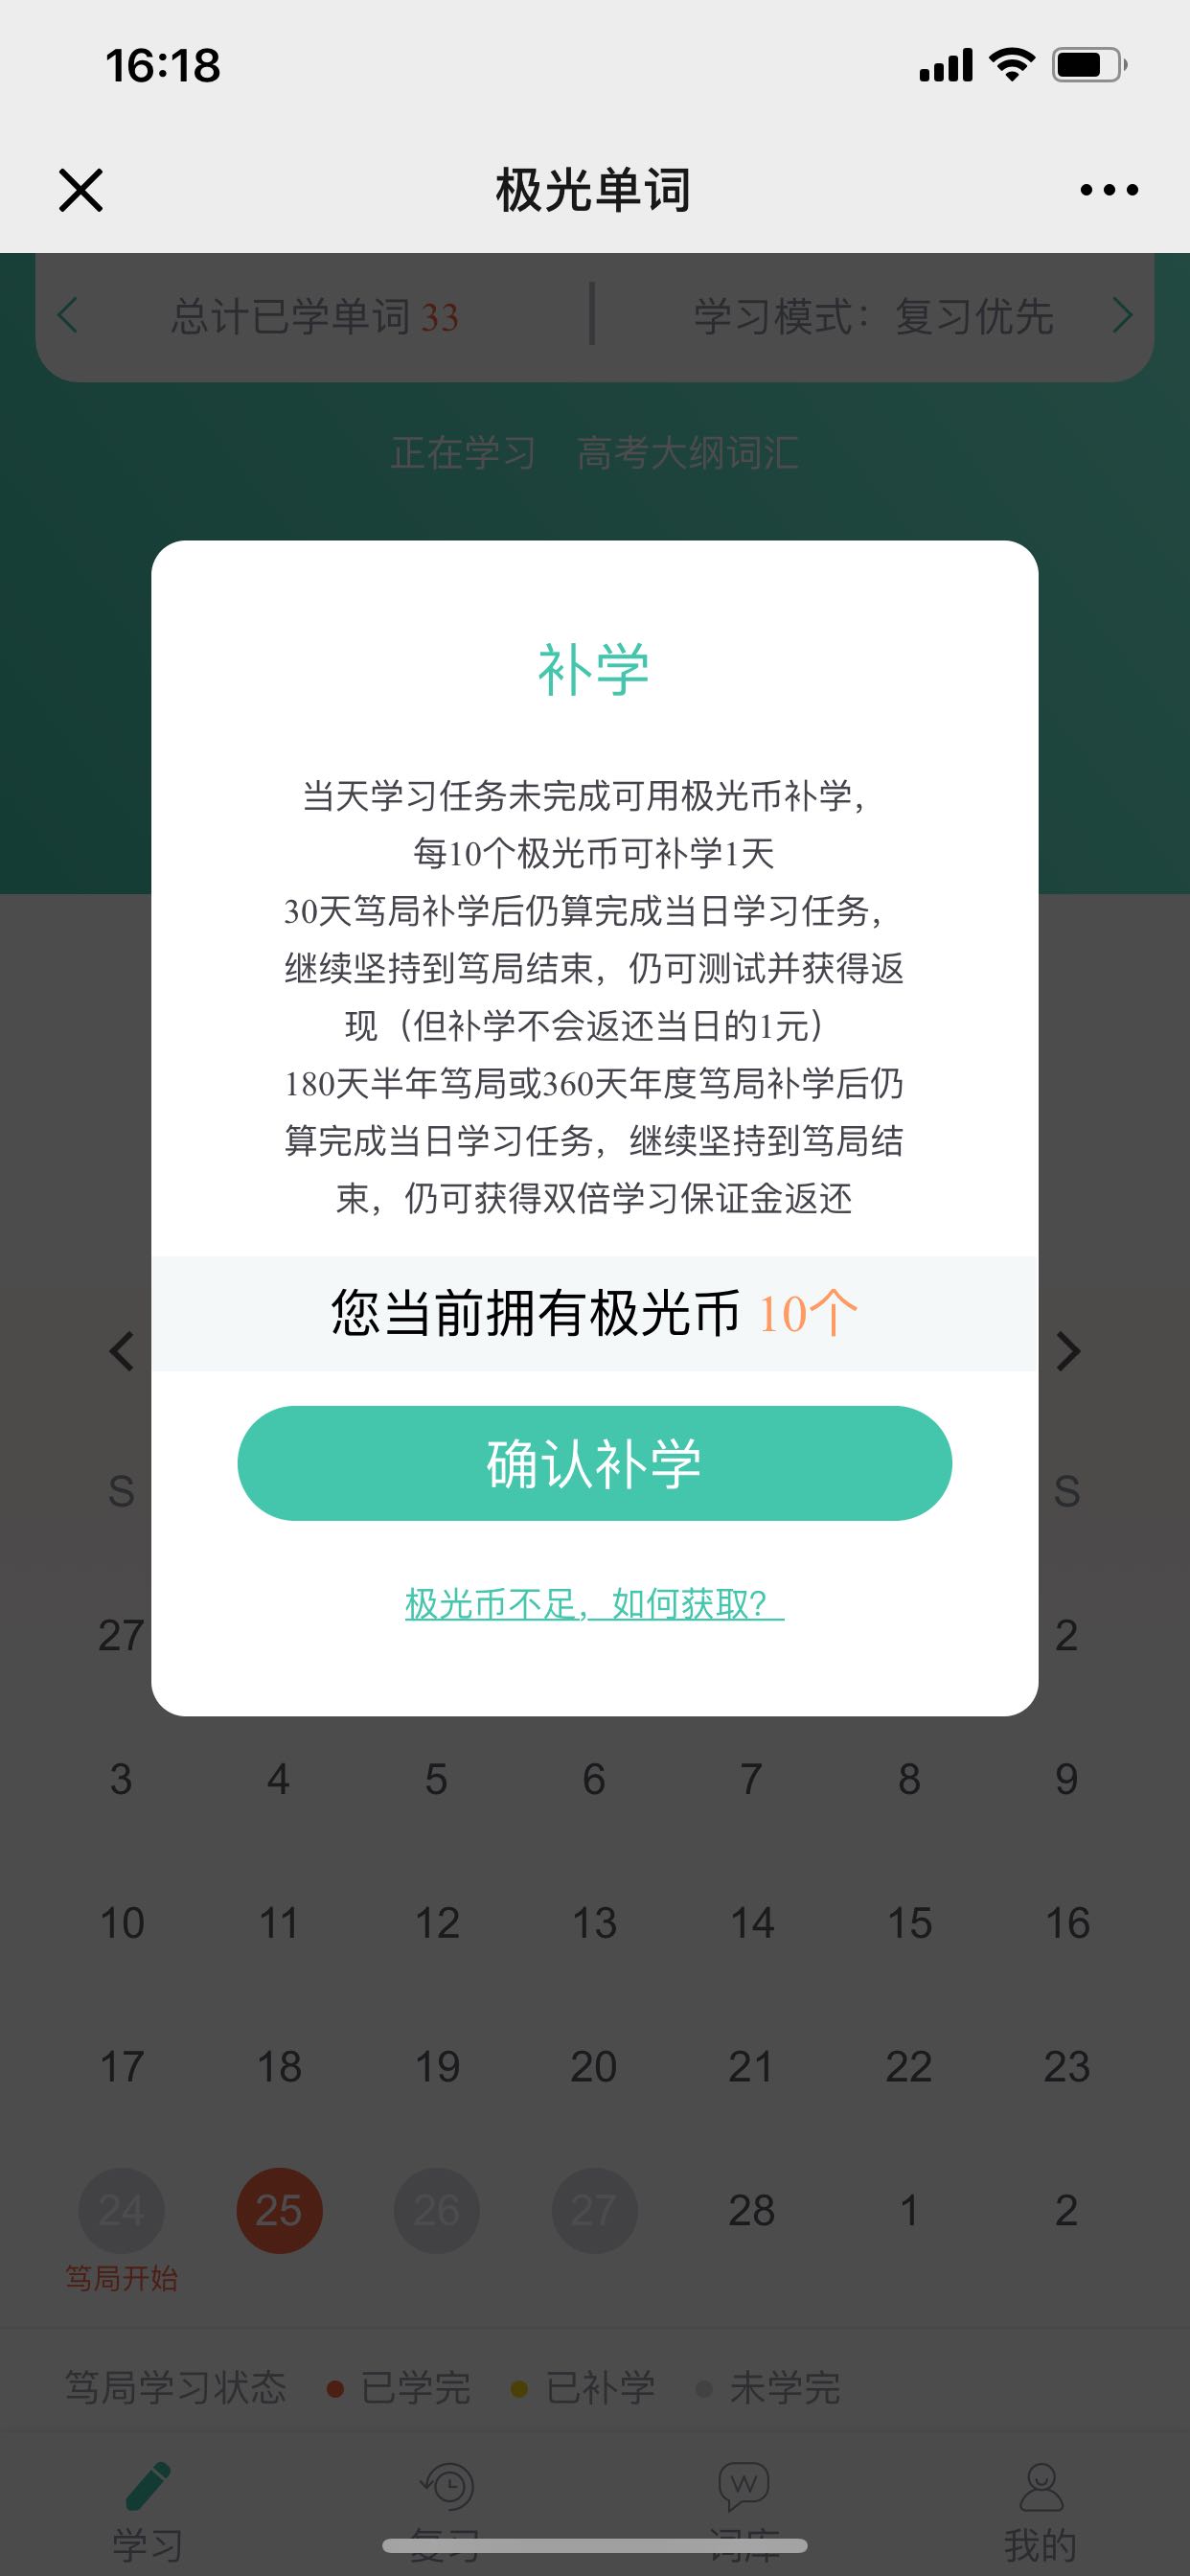 16:18
极光单词
总计已学单词 33
学习模式：复习优先
正在学习 高考大纲词汇
补学
当天学习任务未完成可用极光币补学，
每10个极光币可补学1天
30天笃局补学后仍算完成当日学习任务，
继续坚持到笃局结束，仍可测试并获得返
现（但补学不会返还当日的1元）
180天半年笃局或360天年度笃局补学后仍
算完成当日学习任务，继续坚持到笃局结
束，仍可获得双倍学习保证金返还
您当前拥有极光币 10个
确认补学
S S
极光币不足，如何获取？
27 2
3 4 5 6 7 8 9
10 11 12 13 14 15 16
17 18 19 20 21 22 23
24 25 26 27 28 1 2
笃局开始
笃局学习状态 已学完 已补学 未学完
W
学习 复习 词库 我的